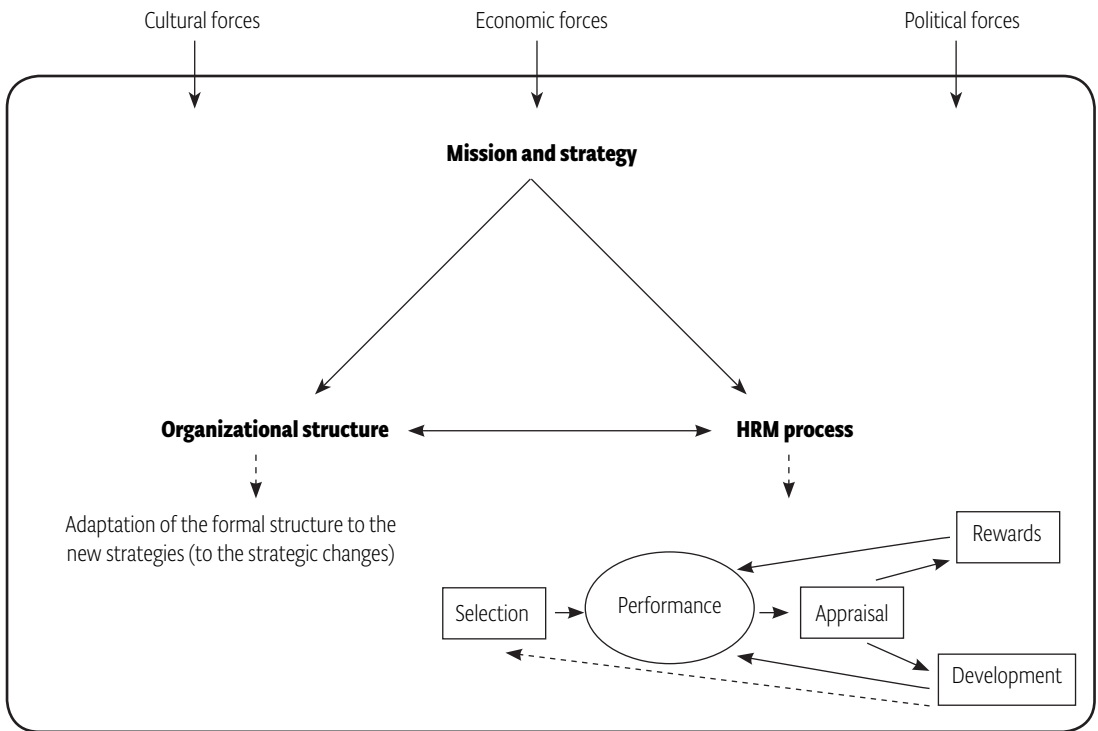 Cultural forces
Economic forces
Political forces
Mission and strategy
Organizational structure
HRM process
Adaptation of the formal structure to the
new strategies (to the strategic changes)
Rewards
Selection
Performance
Appraisal
Development